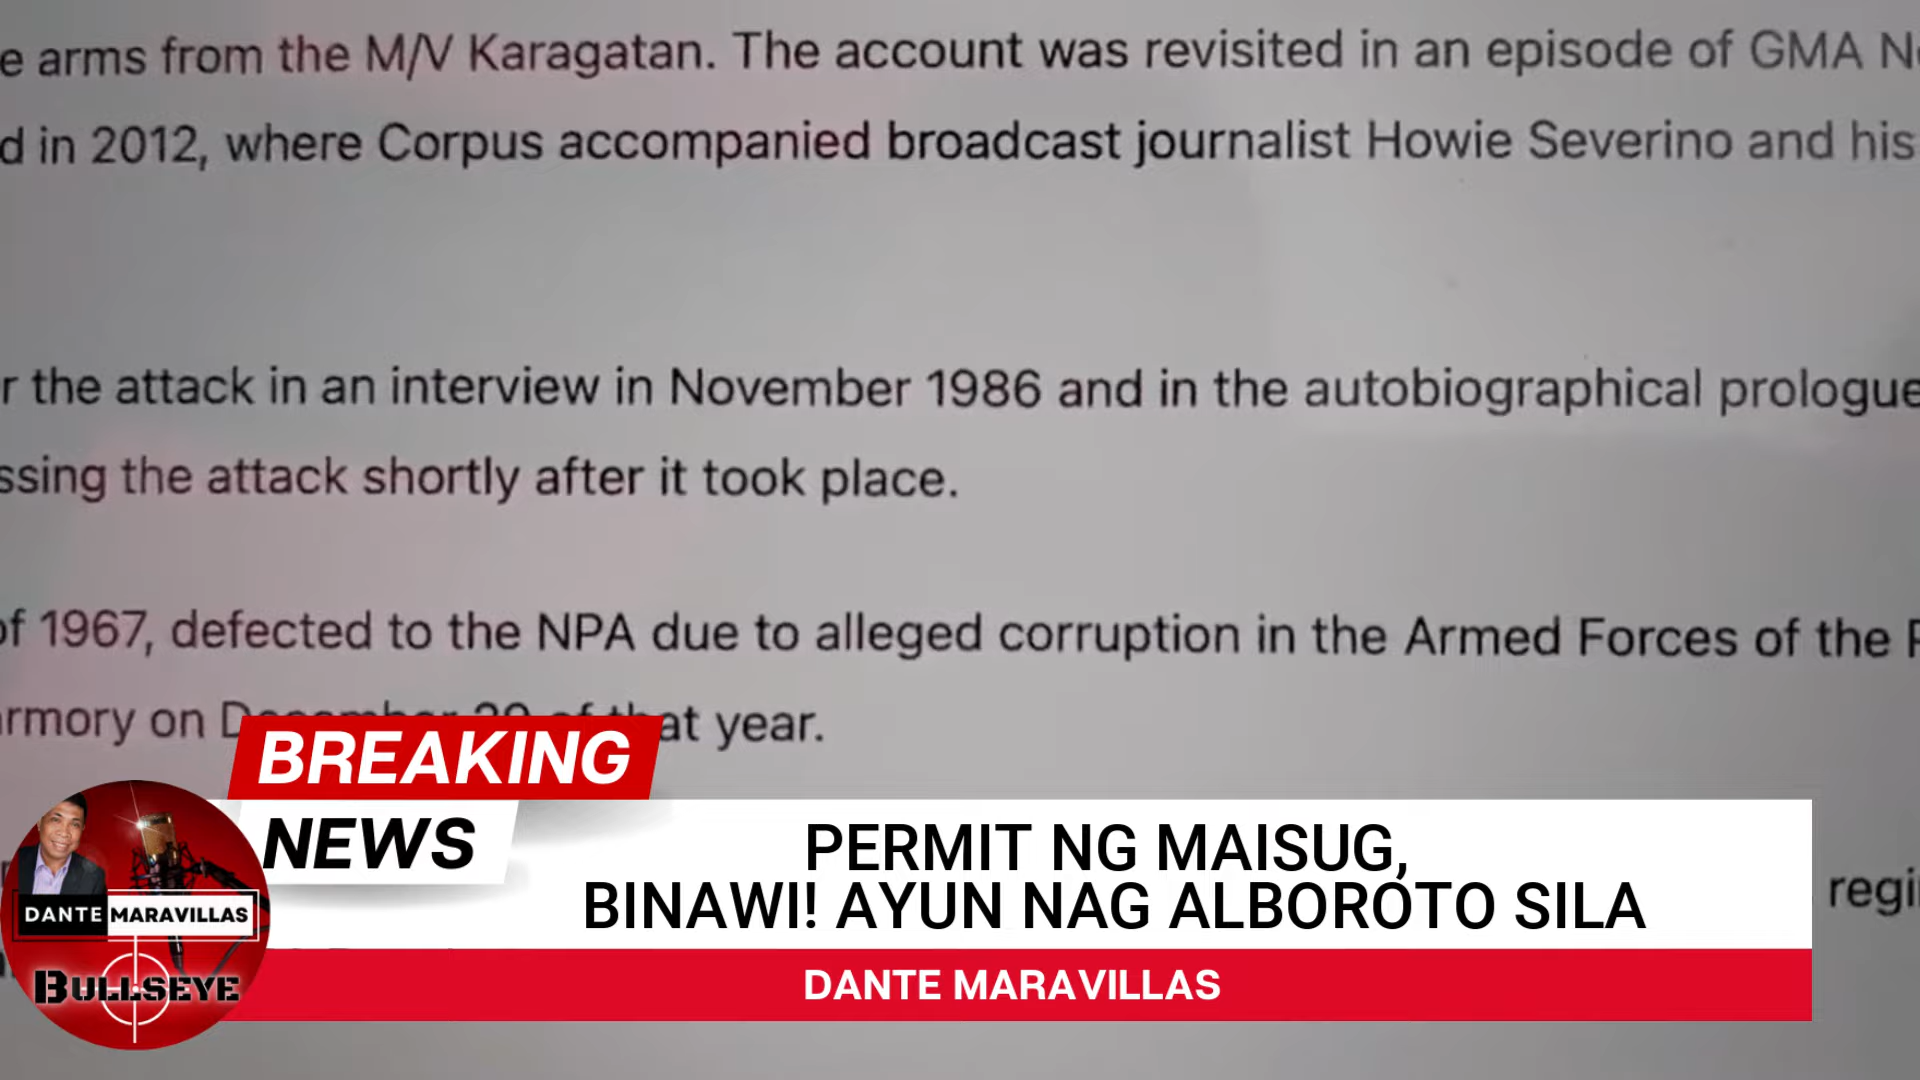 e arms from the M/V Karagatan. The account was revisited in an episode of GMA
d in 2012, where Corpus accompanied broadcast journalist Howie Severino and his
r the attack in an interview in November 1986 and in the autobiographical prologue
ssing the attack shortly after it took place.
of 1967, defected to the NPA due to alleged corruption in the Armed Forces of the
rmory on December 29 of that year.
BREAKING
NEWS
PERMIT NG MAISUG,
BINAWI! AYUN NAG ALBOROTO SILA
regi
DANTE MARAVILLAS
BULLSEYE
DANTE MARAVILLAS